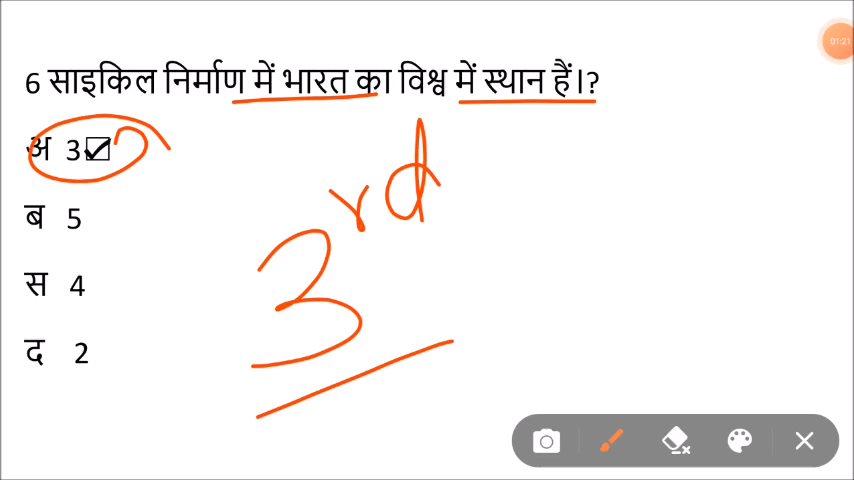 01:21
6 साइकिल निर्माण में भारत का विश्व में स्थान हैं।?
अ 3☑
ब 5
स 4
द 2
3rd